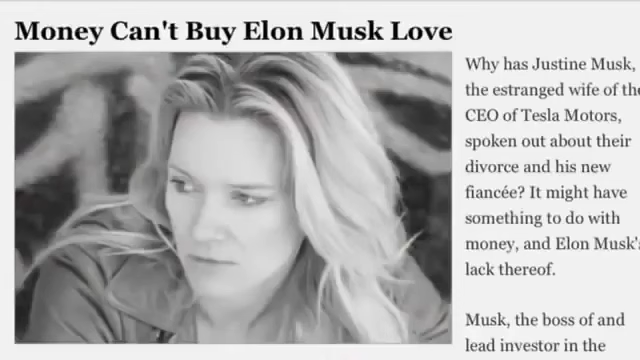 Money Can't Buy Elon Musk Love
Why has Justine Musk,
the estranged wife of the
CEO of Tesla Motors,
spoken out about their
divorce and his new
fiancée? It might have
something to do with
money, and Elon Musk's
lack thereof.
Musk, the boss of and
lead investor in the